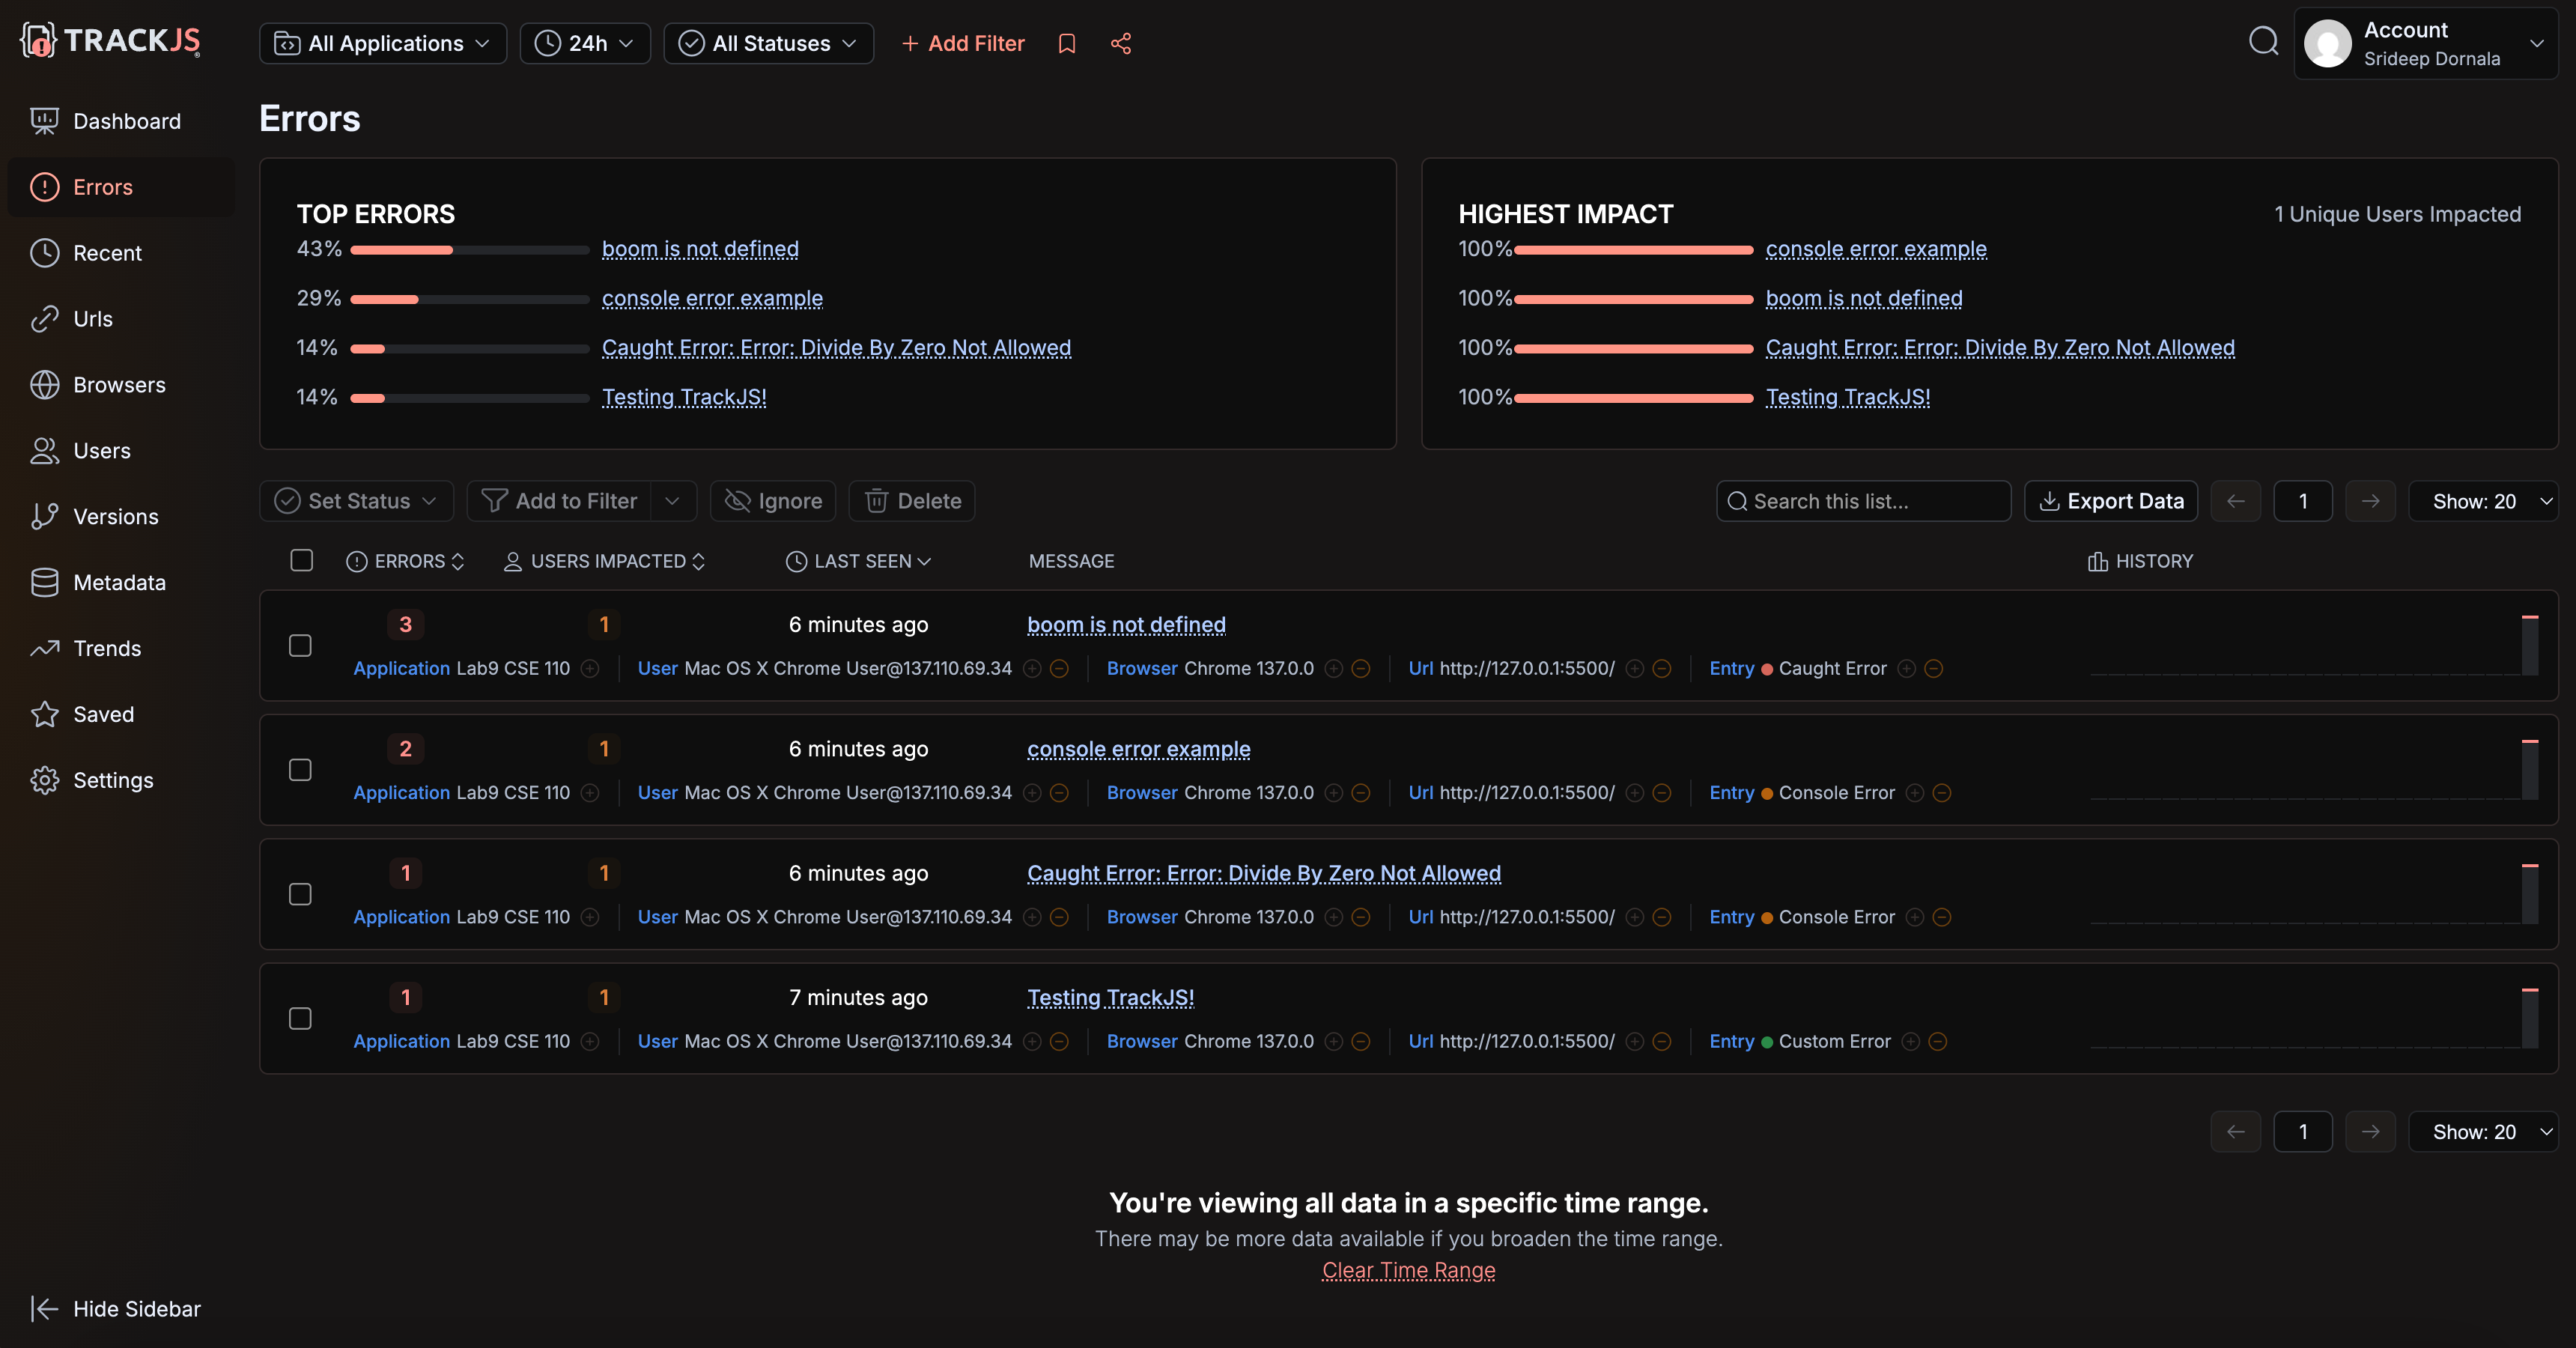 TRACKJS
All Applications 24h All Statuses + Add Filter
Account
Srideep Dornala
Dashboard
Errors
Recent
Urls
Browsers
Users
Versions
Metadata
Trends
Saved
Settings
Hide Sidebar
Errors
TOP ERRORS
43% boom is not defined
29% console error example
14% Caught Error: Error: Divide By Zero Not Allowed
14% Testing TrackJS!
HIGHEST IMPACT 1 Unique Users Impacted
100% console error example
100% boom is not defined
100% Caught Error: Error: Divide By Zero Not Allowed
100% Testing TrackJS!
Set Status Add to Filter Ignore Delete Search this list... Export Data 1 Show: 20
ERRORS USERS IMPACTED LAST SEEN MESSAGE HISTORY
3 1 6 minutes ago boom is not defined
Application Lab9 CSE 110 User Mac OS X Chrome User@137.110.69.34 Browser Chrome 137.0.0 Url http://127.0.0.1:5500/ Entry Caught Error
2 1 6 minutes ago console error example
Application Lab9 CSE 110 User Mac OS X Chrome User@137.110.69.34 Browser Chrome 137.0.0 Url http://127.0.0.1:5500/ Entry Console Error
1 1 6 minutes ago Caught Error: Error: Divide By Zero Not Allowed
Application Lab9 CSE 110 User Mac OS X Chrome User@137.110.69.34 Browser Chrome 137.0.0 Url http://127.0.0.1:5500/ Entry Console Error
1 1 7 minutes ago Testing TrackJS!
Application Lab9 CSE 110 User Mac OS X Chrome User@137.110.69.34 Browser Chrome 137.0.0 Url http://127.0.0.1:5500/ Entry Custom Error
1 Show: 20
You're viewing all data in a specific time range.
There may be more data available if you broaden the time range.
Clear Time Range